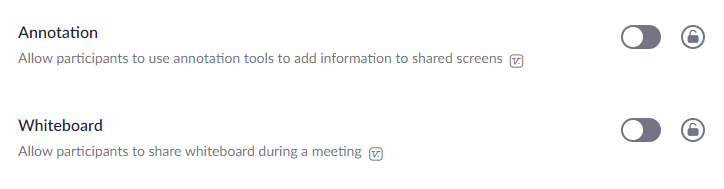 Annotation
Allow participants to use annotation tools to add information to shared screens
Whiteboard
Allow participants to share whiteboard during a meeting